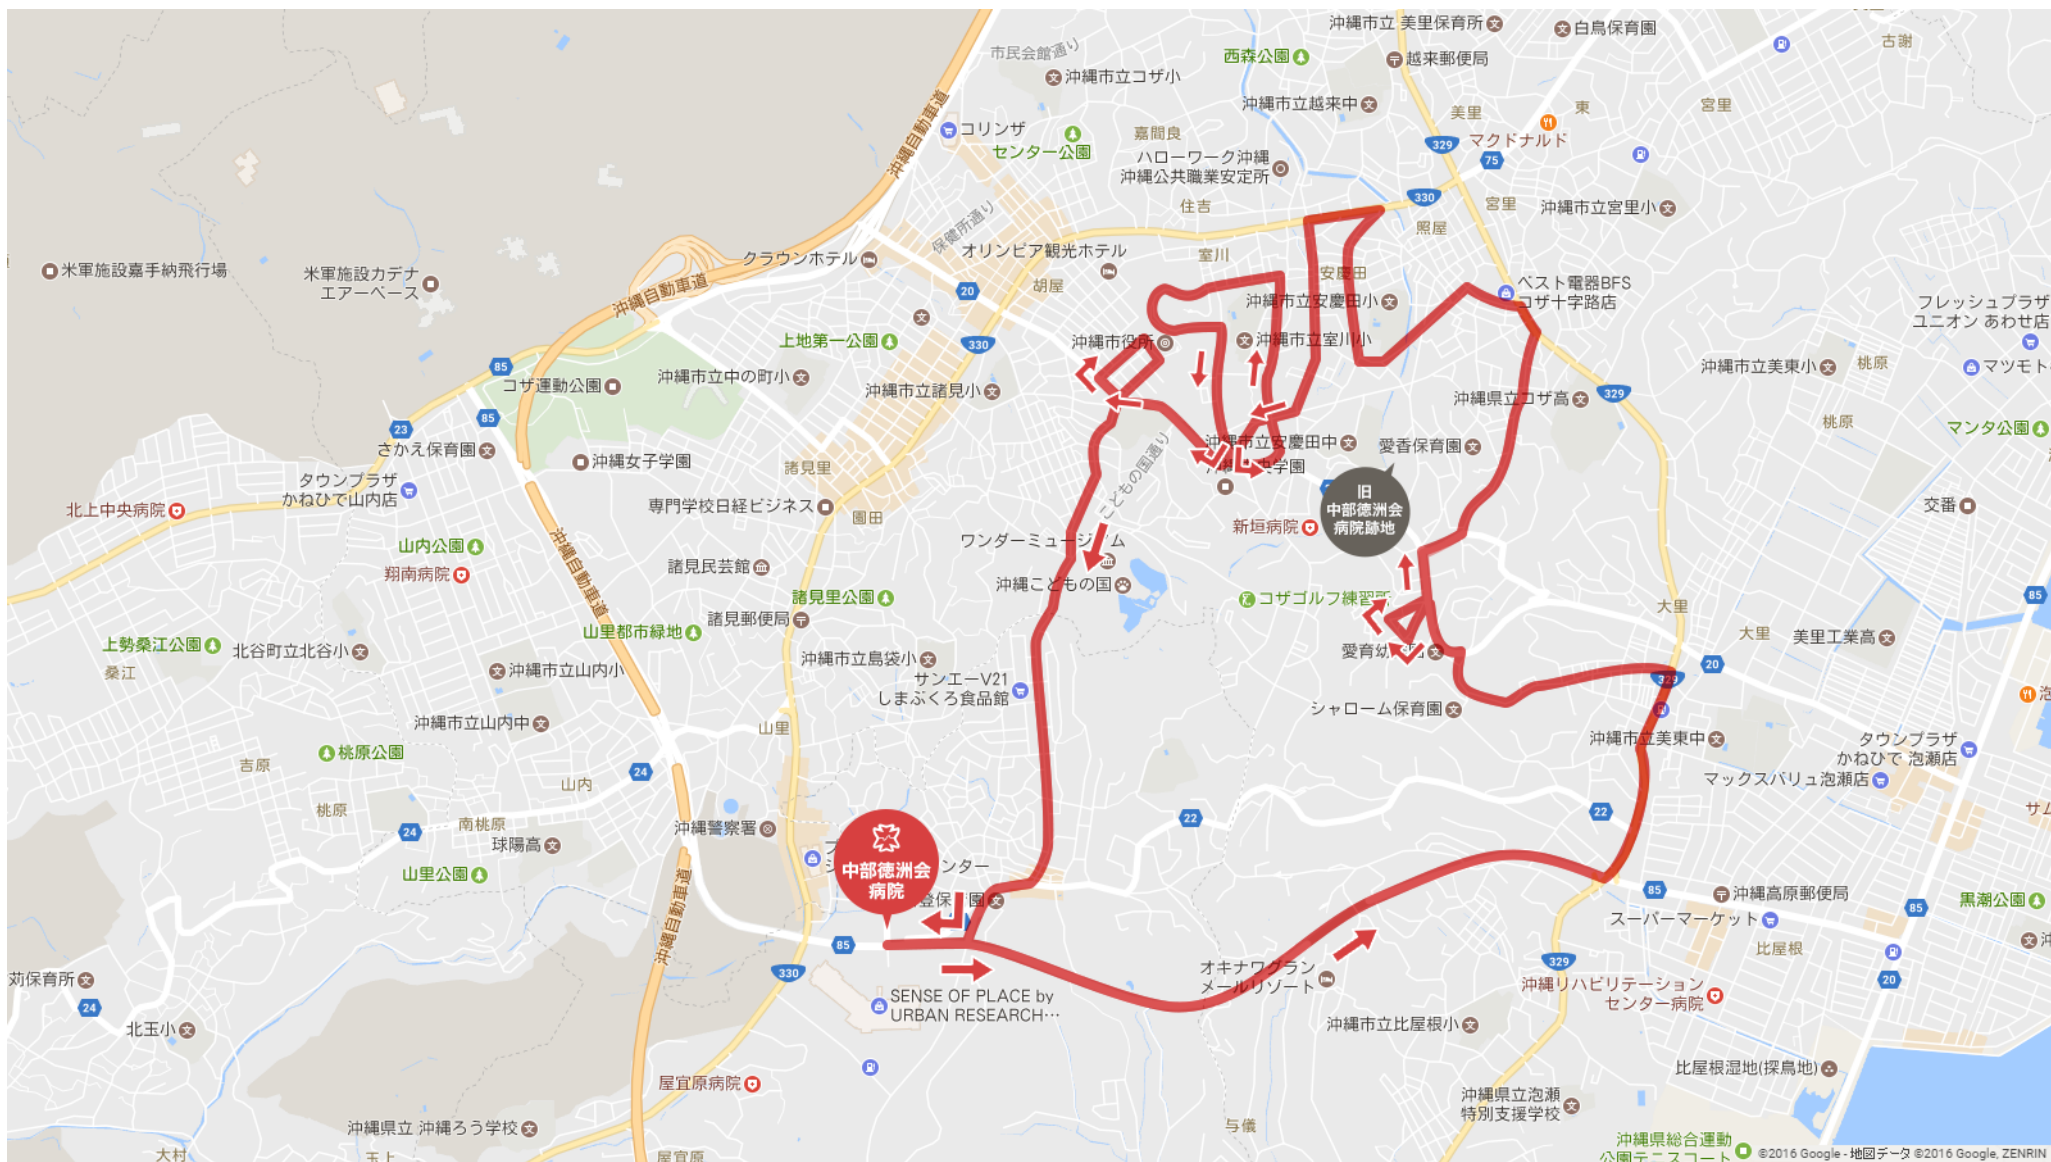 沖縄市立 美里保育所
白鳥保育園
古謝
市民会館通り
西森公園
越来郵便局
沖縄市立コザ小
沖縄市立越来中
美里
東
宮里
コリンザ
センター公園
嘉間良
329
マクドナルド
75
沖縄自動車道
ハローワーク沖縄
沖縄公共職業安定所
330
住吉
宮里
沖縄市立宮里小
照屋
保健所通り
クラウンホテル
オリンピア観光ホテル
室川
安慶田
米軍施設嘉手納飛行場
米軍施設カデナ
エアーベース
沖縄自動車道
20
胡屋
沖縄市立安慶田小
ベスト電器BFS
コザ十字路店
フレッシュプラザ
ユニオン あわせ店
上地第一公園
330
沖縄市役所
沖縄市立室川小
85
コザ運動公園
沖縄市立中の町小
沖縄市立諸見小
沖縄県立コザ高
329
沖縄市立美東小
桃原
マツモト
85
23
さかえ保育園
沖縄女子学園
諸見里
こどもの国通り
沖縄市立安慶田中
愛香保育園
桃原
マンタ公園
タウンプラザ
かねひで山内店
北上中央病院
専門学校日経ビジネス
園田
旧
中部徳洲会
病院跡地
新垣病院
交番
山内公園
翔南病院
沖縄自動車道
諸見民芸館
ワンダーミュージアム
沖縄こどもの国
諸見里公園
コザゴルフ練習所
85
大里
諸見郵便局
山里都市緑地
上勢桑江公園
桑江
北谷町立北谷小
沖縄市立山内小
沖縄市立島袋小
サンエーV21
しまぶくろ食品館
大里
美里工業高
20
329
沖縄市立山内中
シャローム保育園
山里
沖縄市立美東中
タウンプラザ
かねひで 泡瀬店
桃公園
吉原
24
山内
マックスバリュ泡瀬店
桃原
24
南桃原
球陽高
沖縄警察署
22
22
山里公園
中部徳洲会
病院
85
沖縄高原郵便局
スーパーマーケット
85
黒潮公園
比屋根
沖縄自動車道
85
330
329
20
オキナワグラン
メールリゾート
SENSE OF PLACE by
URBAN RESEARCH…
沖縄リハビリテーション
センター病院
苅保育所
24
北玉小
沖縄市立比屋根小
屋宜原病院
比屋根湿地(探鳥地)
沖縄県立泡瀬
特別支援学校
沖縄県立 沖縄ろう学校
与儀
沖縄県総合運動
公園テニスコート
大村
玉上
屋宜原
©2016 Google - 地図データ ©2016 Google, ZENRIN